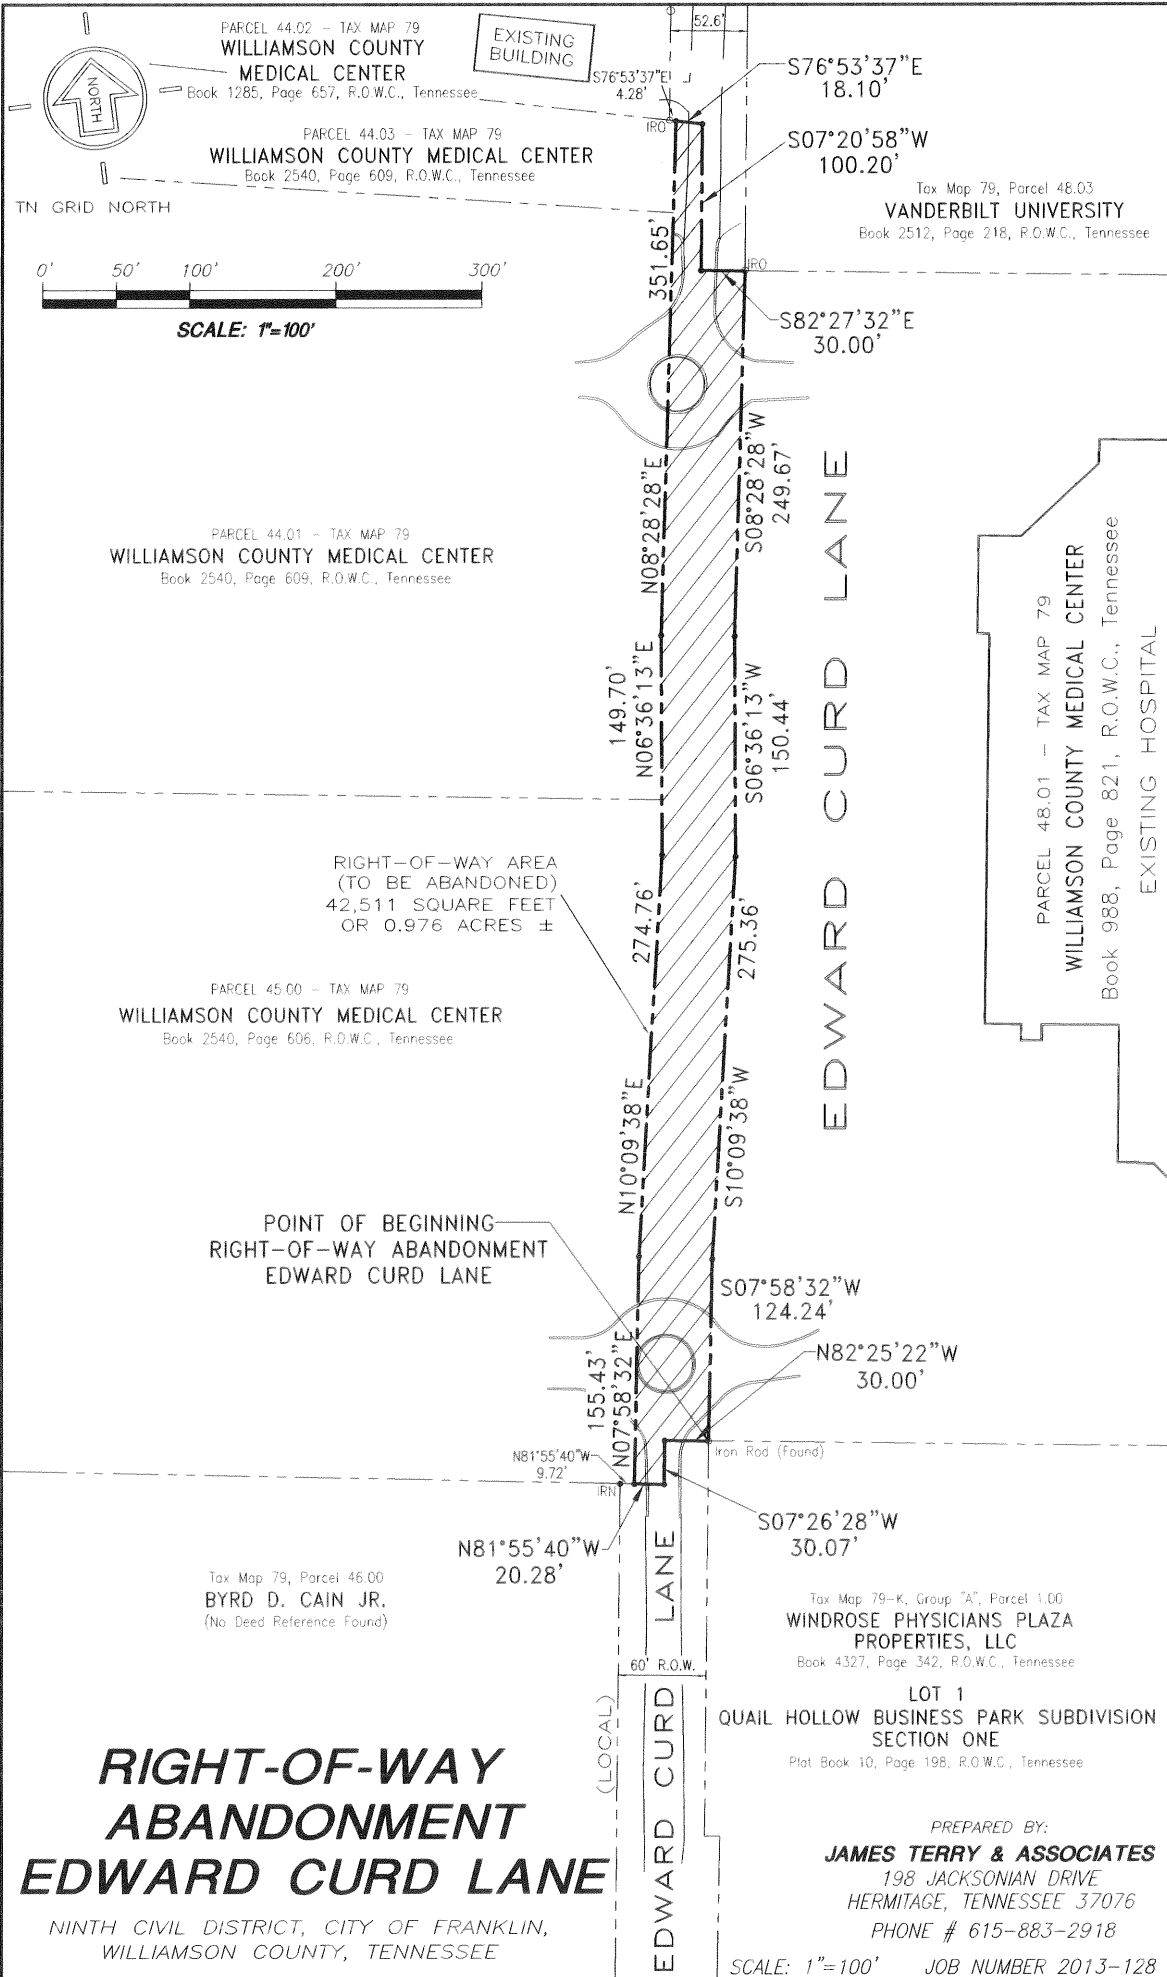 PARCEL 44.02 - TAX MAP 79
WILLIAMSON COUNTY
MEDICAL CENTER
Book 1285, Page 657, R.O.W.C., Tennessee
EXISTING
BUILDING
52.6'
S76°53'37"E
4.28'
S76°53'37"E
18.10'
NORTH
TN GRID NORTH
PARCEL 44.03 - TAX MAP 79
WILLIAMSON COUNTY MEDICAL CENTER
Book 2540, Page 609, R.O.W.C., Tennessee
IRO
S07°20'58"W
100.20'
Tax Map 79, Parcel 48.03
VANDERBILT UNIVERSITY
Book 2512, Page 218, R.O.W.C., Tennessee
0' 50' 100' 200' 300'
SCALE: 1"=100'
351.65'
IRO
S82°27'32"E
30.00'
N08°28'28"E
S08°28'28"W
249.67'
PARCEL 44.01 - TAX MAP 79
WILLIAMSON COUNTY MEDICAL CENTER
Book 2540, Page 609, R.O.W.C., Tennessee
EDWARD CURD LANE
PARCEL 48.01 - TAX MAP 79
WILLIAMSON COUNTY MEDICAL CENTER
Book 988, Page 821, R.O.W.C., Tennessee
EXISTING HOSPITAL
149.70'
N06°36'13"E
S06°36'13"W
150.44'
RIGHT-OF-WAY AREA
(TO BE ABANDONED)
42,511 SQUARE FEET
OR 0.976 ACRES ±
274.76'
275.36'
PARCEL 45.00 - TAX MAP 79
WILLIAMSON COUNTY MEDICAL CENTER
Book 2540, Page 606, R.O.W.C., Tennessee
N10°09'38"E
S10°09'38"W
POINT OF BEGINNING
RIGHT-OF-WAY ABANDONMENT
EDWARD CURD LANE
S07°58'32"W
124.24'
155.43'
N07°58'32"E
N82°25'22"W
30.00'
Iron Rod (Found)
N81°55'40"W
9.72'
IRN
N81°55'40"W
20.28'
S07°26'28"W
30.07'
Tax Map 79, Parcel 46.00
BYRD D. CAIN JR.
(No Deed Reference Found)
Tax Map 79-K, Group "A", Parcel 1.00
WINDROSE PHYSICIANS PLAZA
PROPERTIES, LLC
Book 4327, Page 342, R.O.W.C., Tennessee
LOT 1
QUAIL HOLLOW BUSINESS PARK SUBDIVISION
SECTION ONE
Plat Book 10, Page 198, R.O.W.C., Tennessee
60' R.O.W.
(LOCAL)
EDWARD CURD LANE
RIGHT-OF-WAY
ABANDONMENT
EDWARD CURD LANE
NINTH CIVIL DISTRICT, CITY OF FRANKLIN,
WILLIAMSON COUNTY, TENNESSEE
PREPARED BY:
JAMES TERRY & ASSOCIATES
198 JACKSONIAN DRIVE
HERMITAGE, TENNESSEE 37076
PHONE # 615-883-2918
SCALE: 1"=100' JOB NUMBER 2013-128